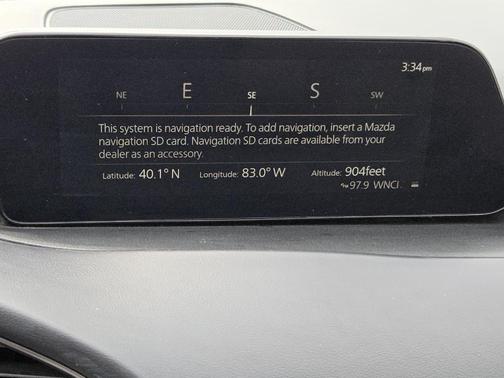 3:34pm
NE E SE S SW
This system is navigation ready. To add navigation, insert a Mazda
navigation SD card. Navigation SD cards are available from your
dealer as an accessory.
Latitude: 40.1° N Longitude: 83.0° W Altitude: 904feet
97.9 WNCI